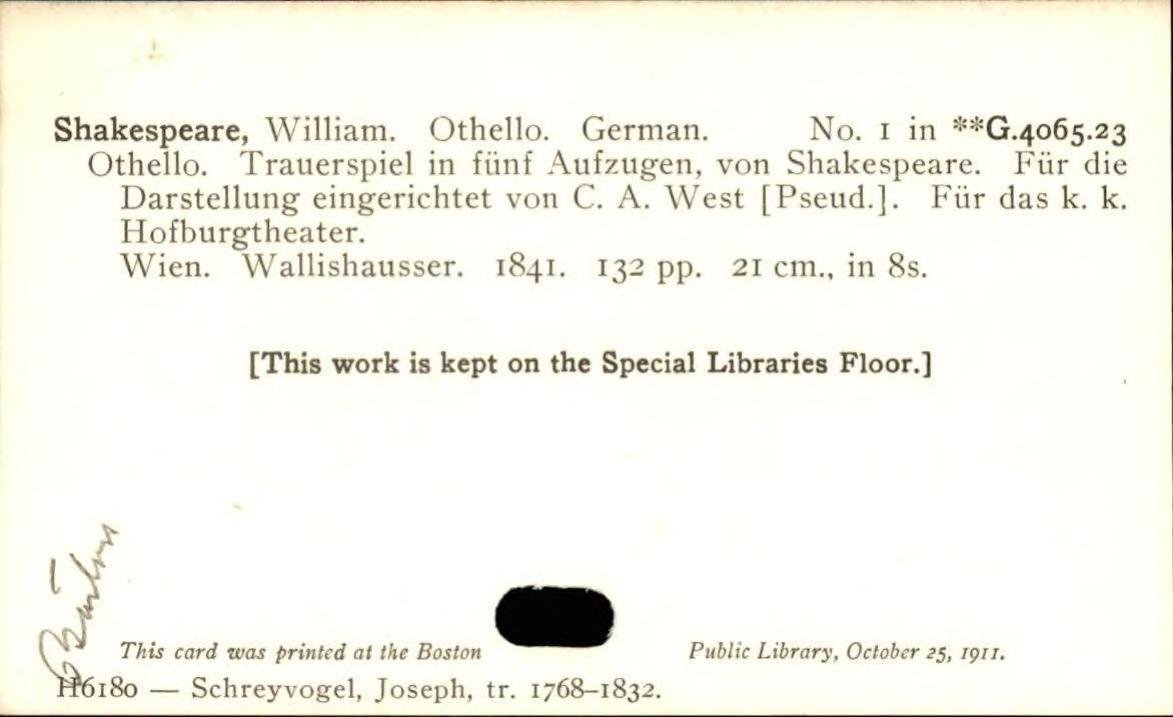 Shakespeare, William. Othello. German. No. 1 in **G.4065.23
Othello. Trauerspiel in fünf Aufzugen, von Shakespeare. Für die
Darstellung eingerichtet von C. A. West [Pseud.]. Für das k. k.
Hofburgtheater.
Wien. Wallishausser. 1841. 132 pp. 21 cm., in 8s.
[This work is kept on the Special Libraries Floor.]
This card was printed at the Boston Public Library, October 25, 1911.
H6180 — Schreyvogel, Joseph, tr. 1768–1832.